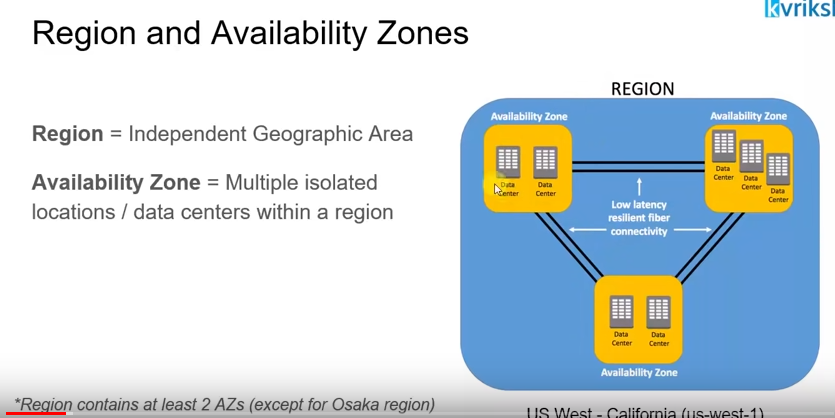 kvriksh
Region and Availability Zones
REGION
Region = Independent Geographic Area
Availability Zone = Multiple isolated
locations / data centers within a region
Availability Zone
Data
Center
Data
Center
Availability Zone
Data
Center
Data
Center
Data
Center
Low latency
resilient fiber
connectivity
Data
Center
Data
Center
Availability Zone
*Region contains at least 2 AZs (except for Osaka region)
US West - California (us-west-1)